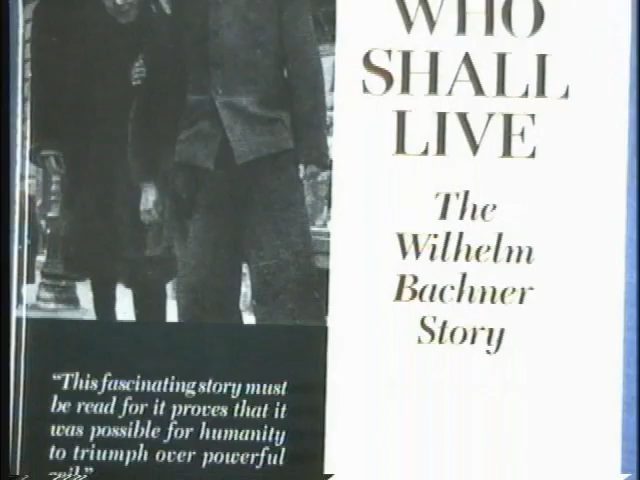 WHO
SHALL
LIVE
The
Wilhelm
Bachner
Story
"This fascinating story must
be read for it proves that it
was possible for humanity
to triumph over powerful
evil."